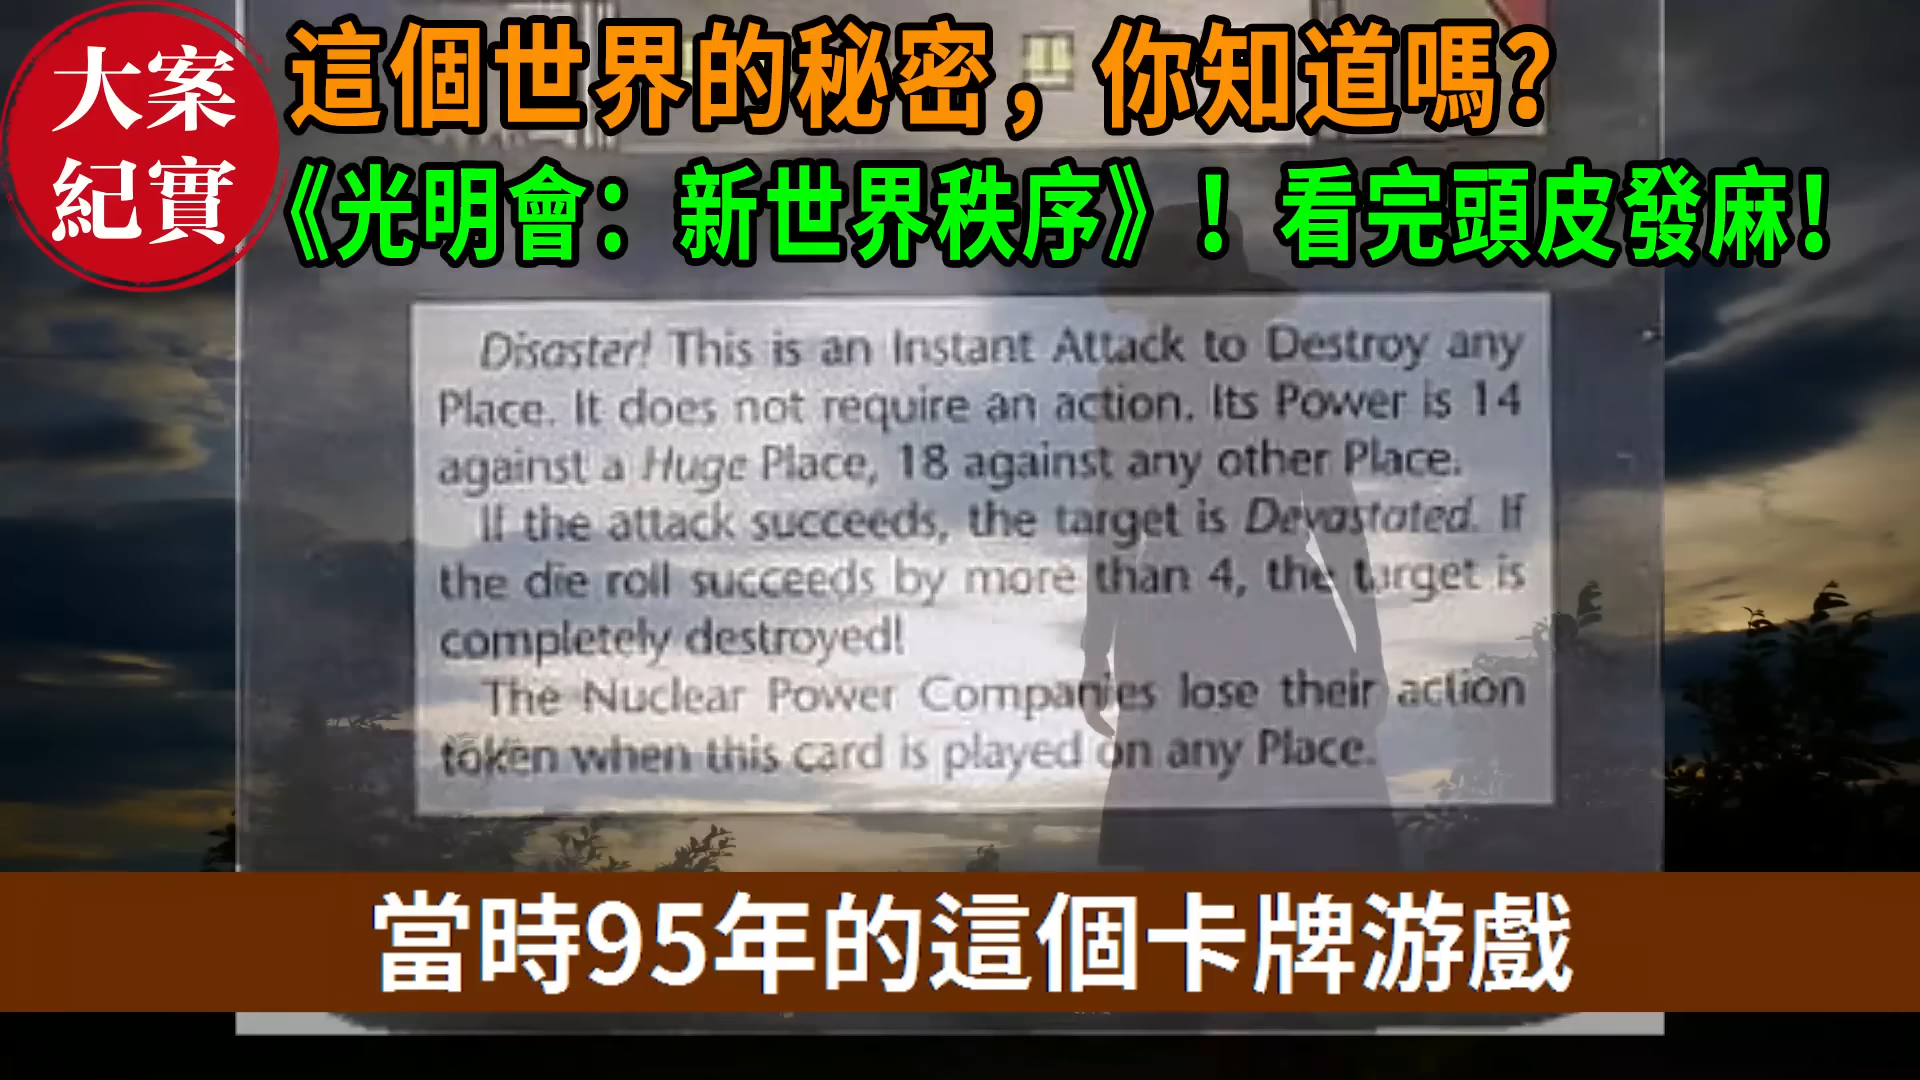 大案
紀實
這個世界的秘密，你知道嗎？
《光明會：新世界秩序》！看完頭皮發麻！
Disaster! This is an Instant Attack to Destroy any
Place. It does not require an action. Its Power is 14
against a Huge Place, 18 against any other Place.
If the attack succeeds, the target is Devastated. If
the die roll succeeds by more than 4, the target is
completely destroyed!
The Nuclear Power Companies lose their action
token when this card is played on any Place.
當時95年的這個卡牌游戲